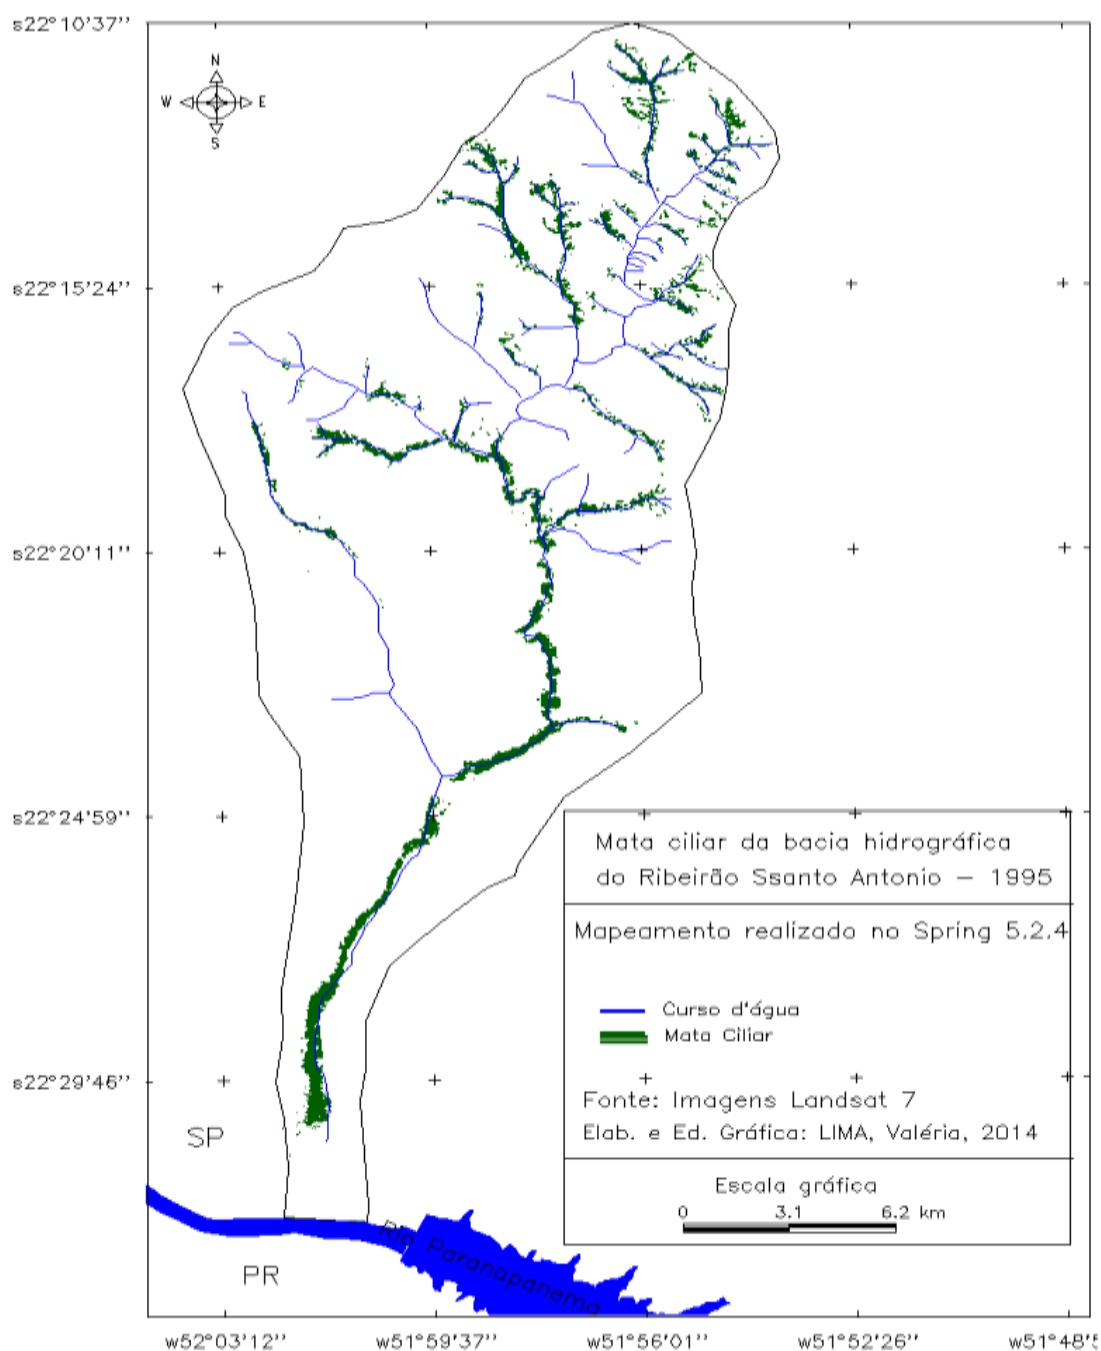 s22°10'37''
N
W E
S
s22°15'24''
s22°20'11''
s22°24'59''
Mata ciliar da bacia hidrográfica
do Ribeirão Ssanto Antonio – 1995
Mapeamento realizado no Spring 5.2.4
Curso d'água
Mata Ciliar
s22°29'46''
Fonte: Imagens Landsat 7
Elab. e Ed. Gráfica: LIMA, Valéria, 2014
SP
Escala gráfica
0 3.1 6.2 km
Rio Paranapanema
PR
w52°03'12'' w51°59'37'' w51°56'01'' w51°52'26'' w51°48'